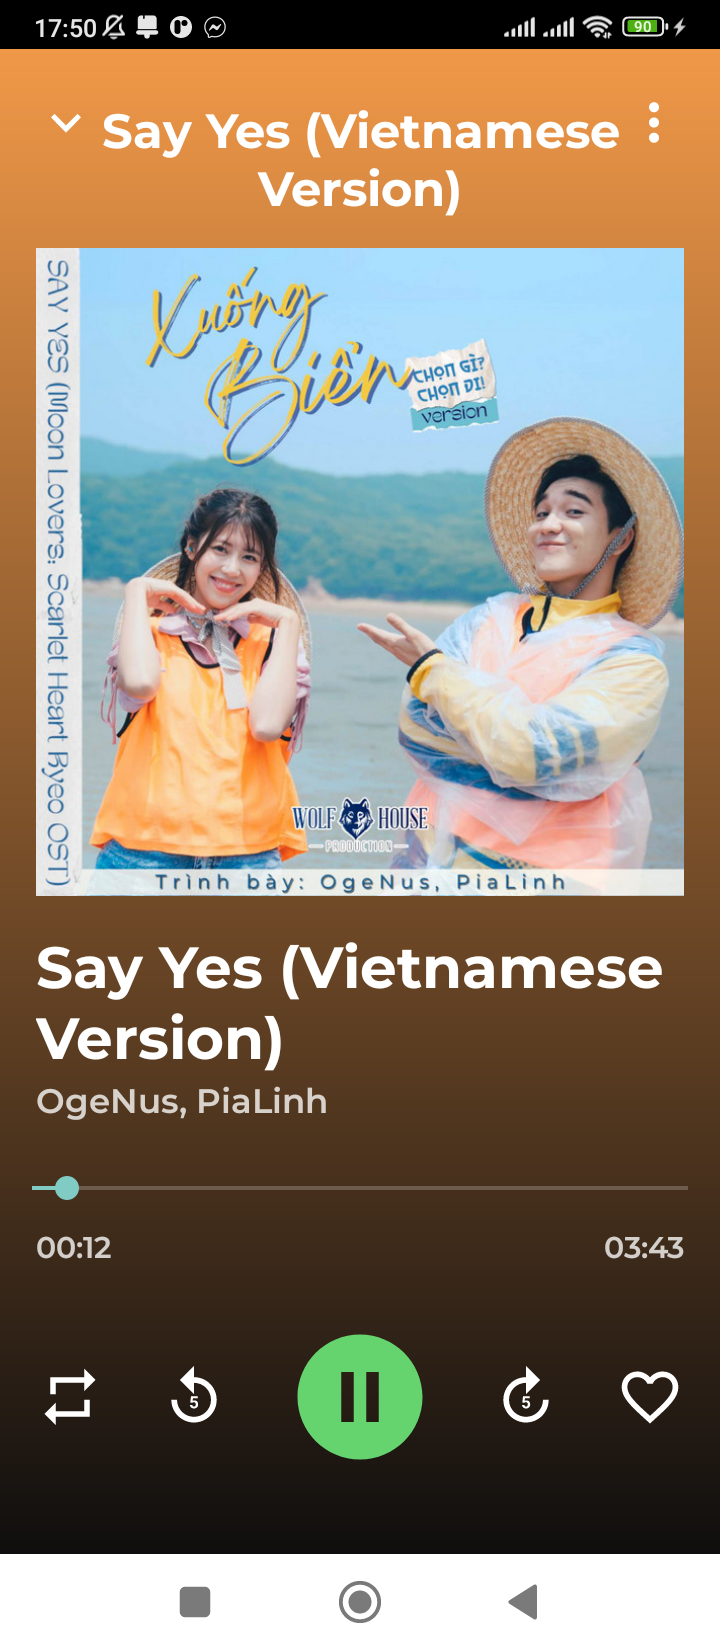 17:50
90
Say Yes (Vietnamese
Version)
SAY YES (Moon Lovers: Scarlet Heart Ryeo OST)
Xuống
Biển
CHỌN GÌ?
CHỌN ĐI!
version
WOLF HOUSE
PRODUCTION
Trình bày: OgeNus, PiaLinh
Say Yes (Vietnamese
Version)
OgeNus, PiaLinh
00:12
03:43
5
5